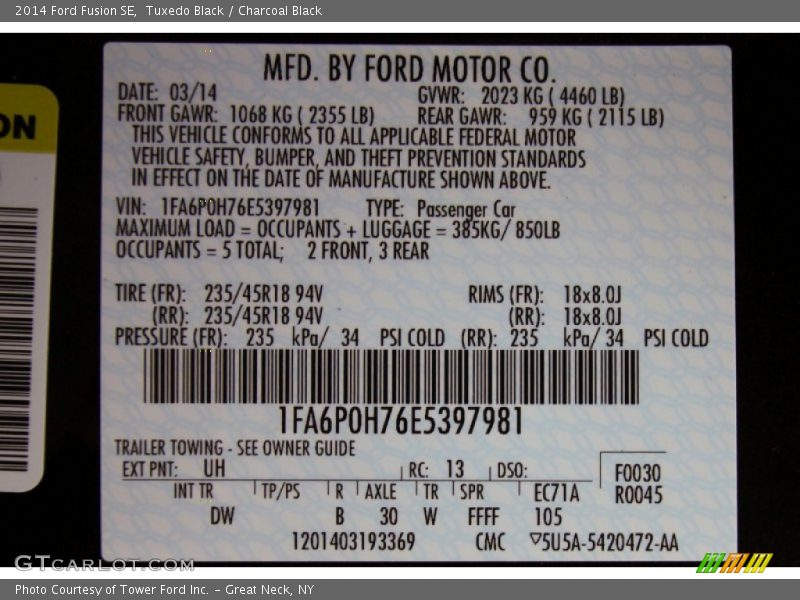 2014 Ford Fusion SE, Tuxedo Black / Charcoal Black
ON
MFD. BY FORD MOTOR CO.
DATE: 03/14 GVWR: 2023 KG ( 4460 LB)
FRONT GAWR: 1068 KG ( 2355 LB) REAR GAWR: 959 KG ( 2115 LB)
THIS VEHICLE CONFORMS TO ALL APPLICABLE FEDERAL MOTOR
VEHICLE SAFETY, BUMPER, AND THEFT PREVENTION STANDARDS
IN EFFECT ON THE DATE OF MANUFACTURE SHOWN ABOVE.
VIN: 1FA6P0H76E5397981 TYPE: Passenger Car
MAXIMUM LOAD = OCCUPANTS + LUGGAGE = 385KG/ 850LB
OCCUPANTS = 5 TOTAL; 2 FRONT, 3 REAR
TIRE (FR): 235/45R18 94V RIMS (FR): 18x8.0J
(RR): 235/45R18 94V (RR): 18x8.0J
PRESSURE (FR): 235 kPa/ 34 PSI COLD (RR): 235 kPa/ 34 PSI COLD
1FA6P0H76E5397981
TRAILER TOWING - SEE OWNER GUIDE
EXT PNT: UH RC: 13 DSO: F0030
INT TR TP/PS R AXLE TR SPR EC71A R0045
DW B 30 W FFFF 105
1201403193369 CMC ▽5U5A-5420472-AA
GTCARLOT.COM
Photo Courtesy of Tower Ford Inc. – Great Neck, NY